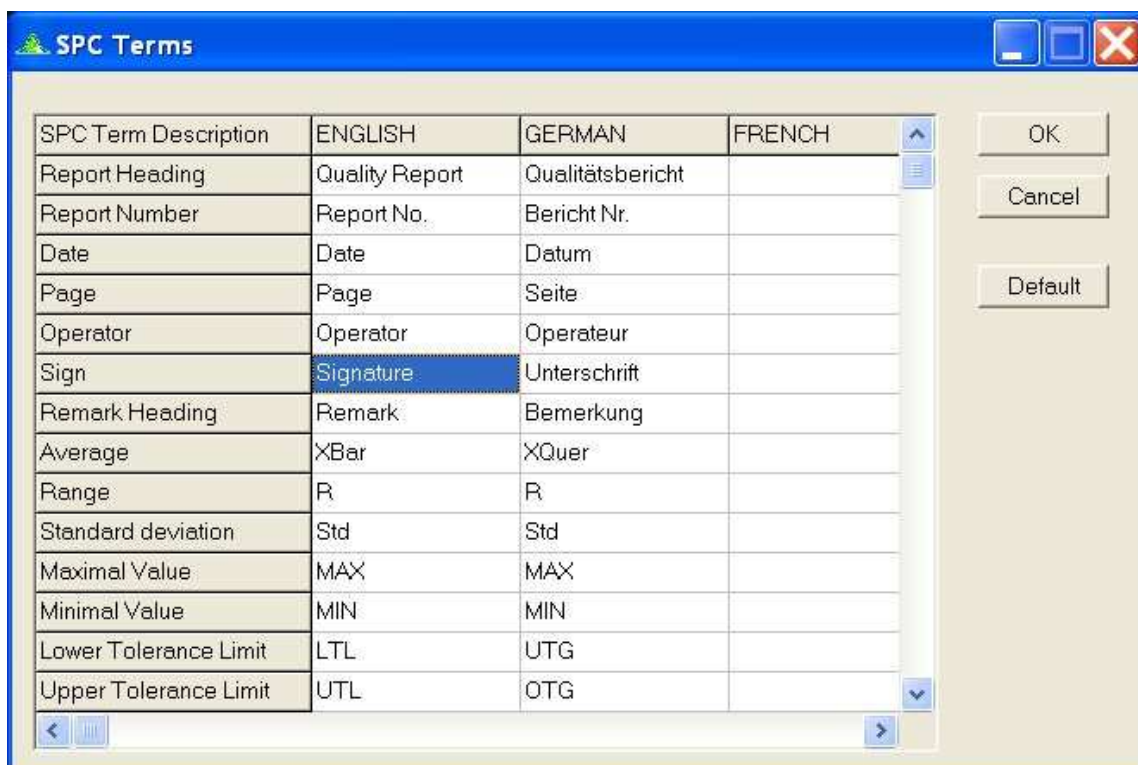 SPC Terms
SPC Term Description ENGLISH GERMAN FRENCH
Report Heading Quality Report Qualitätsbericht
Report Number Report No. Bericht Nr.
Date Date Datum
Page Page Seite
Operator Operator Operateur
Sign Signature Unterschrift
Remark Heading Remark Bemerkung
Average XBar XQuer
Range R R
Standard deviation Std Std
Maximal Value MAX MAX
Minimal Value MIN MIN
Lower Tolerance Limit LTL UTG
Upper Tolerance Limit UTL OTG
OK
Cancel
Default